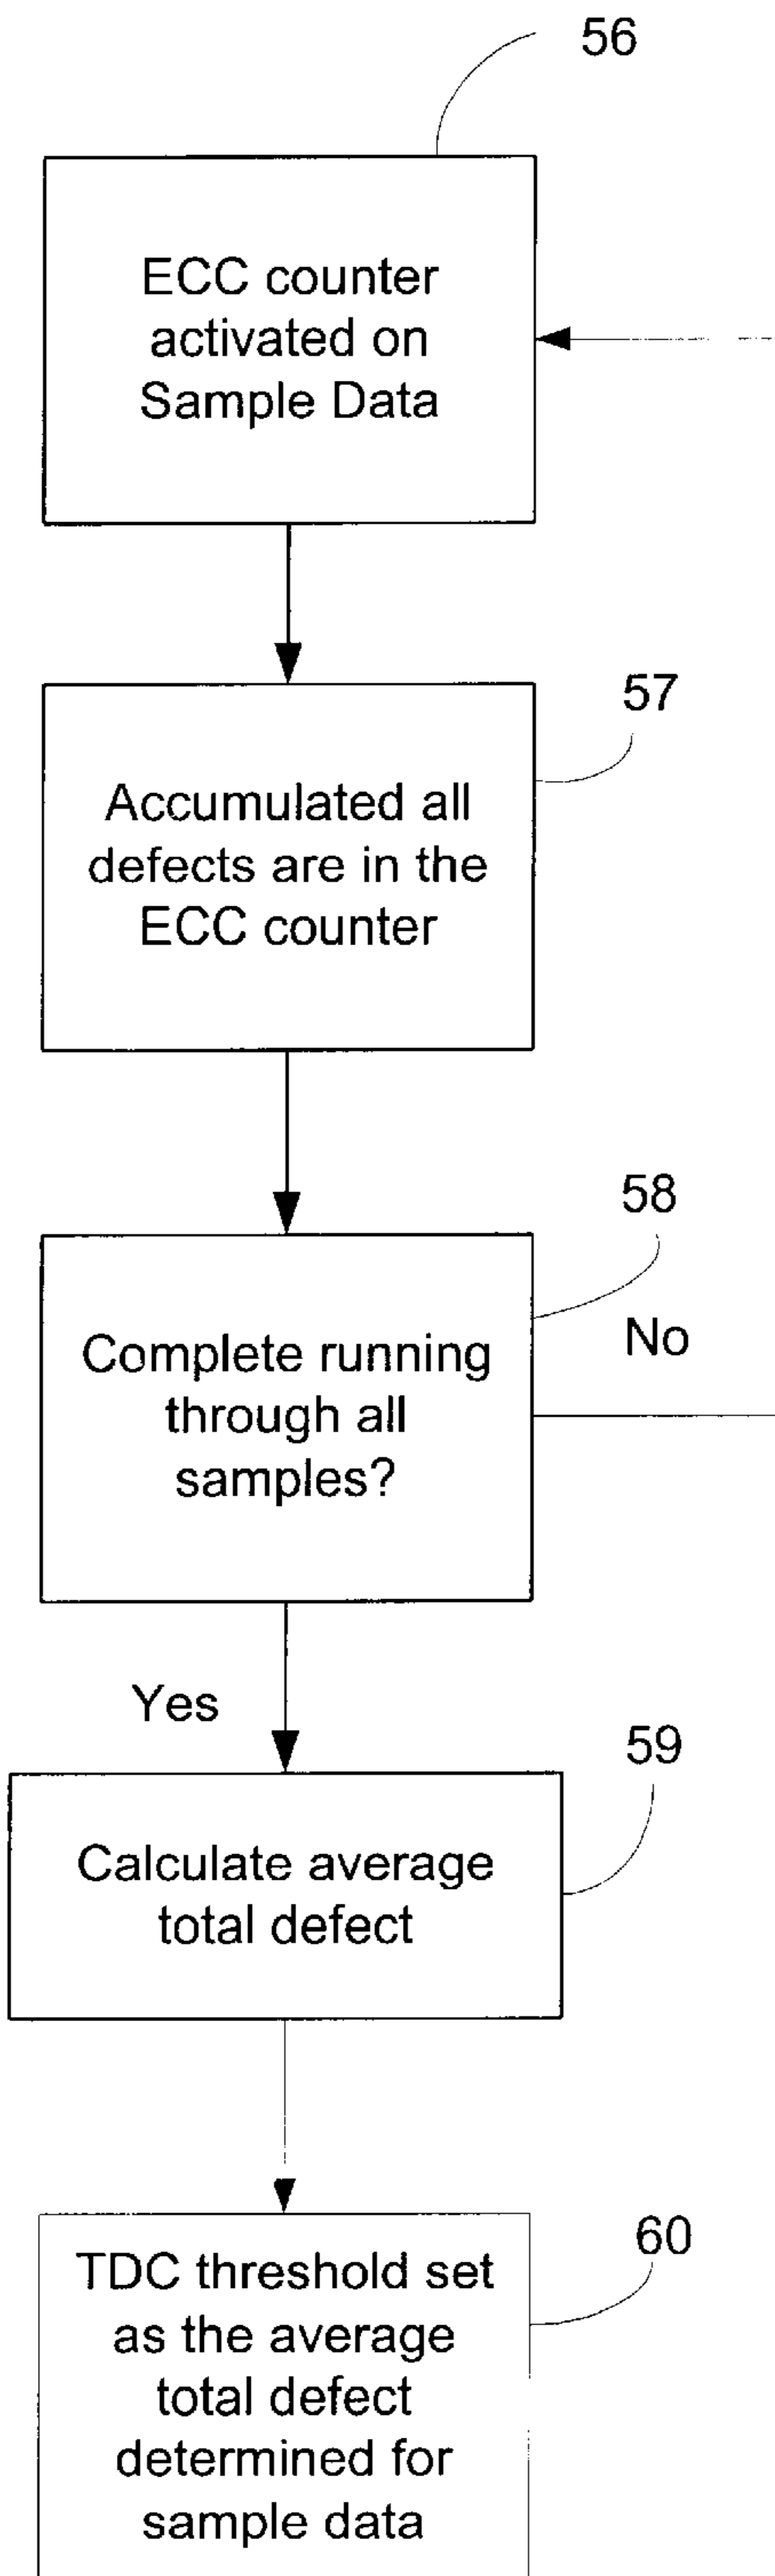 56
ECC counter
activated on
Sample Data
57
Accumulated all
defects are in the
ECC counter
58
Complete running
through all
samples?
No
Yes
59
Calculate average
total defect
60
TDC threshold set
as the average
total defect
determined for
sample data